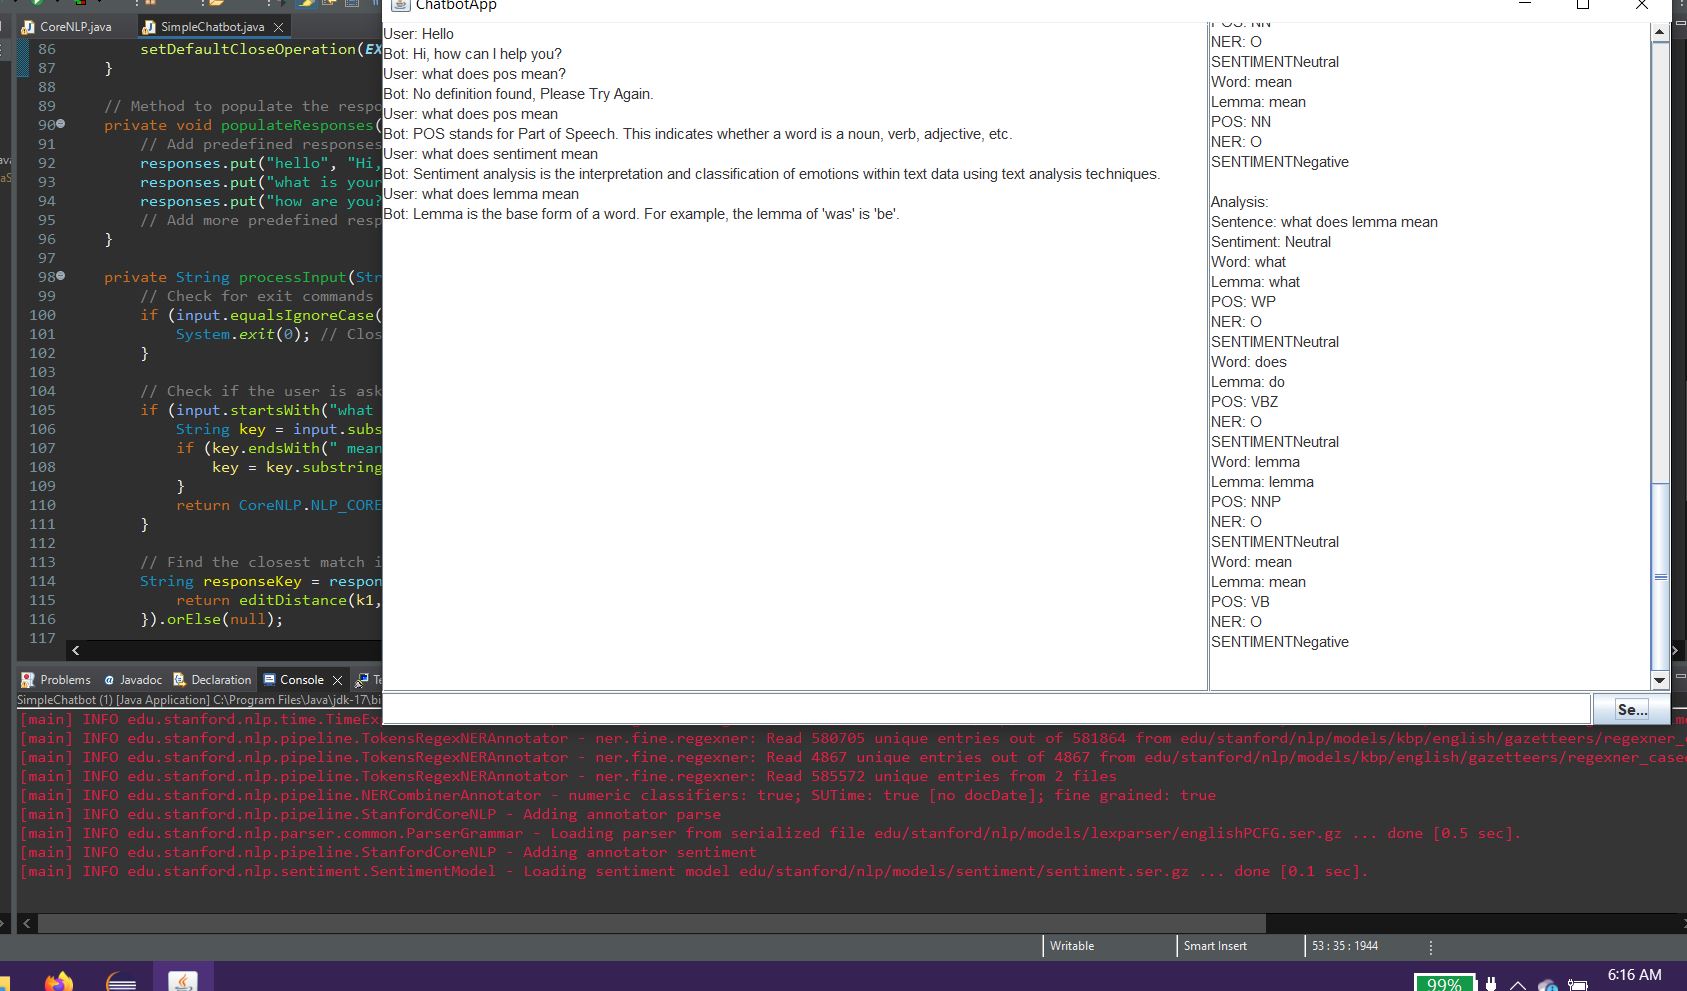 ChatbotApp
CoreNLP.java
SimpleChatbot.java
86 setDefaultCloseOperation(EX
87 }
88
89 // Method to populate the respo
90 private void populateResponses(
91 // Add predefined responses
92 responses.put("hello", "Hi,
93 responses.put("what is your
94 responses.put("how are you?
95 // Add more predefined resp
96 }
97
98 private String processInput(Str
99 // Check for exit commands
100 if (input.equalsIgnoreCase(
101 System.exit(0); // Clos
102 }
103
104 // Check if the user is ask
105 if (input.startsWith("what
106 String key = input.subs
107 if (key.endsWith(" mean
108 key = key.substring
109 }
110 return CoreNLP.NLP_CORE
111 }
112
113 // Find the closest match i
114 String responseKey = respon
115 return editDistance(k1,
116 }).orElse(null);
117
User: Hello
Bot: Hi, how can I help you?
User: what does pos mean?
Bot: No definition found, Please Try Again.
User: what does pos mean
Bot: POS stands for Part of Speech. This indicates whether a word is a noun, verb, adjective, etc.
User: what does sentiment mean
Bot: Sentiment analysis is the interpretation and classification of emotions within text data using text analysis techniques.
User: what does lemma mean
Bot: Lemma is the base form of a word. For example, the lemma of 'was' is 'be'.
POS: NN
NER: O
SENTIMENTNeutral
Word: mean
Lemma: mean
POS: NN
NER: O
SENTIMENTNegative
Analysis:
Sentence: what does lemma mean
Sentiment: Neutral
Word: what
Lemma: what
POS: WP
NER: O
SENTIMENTNeutral
Word: does
Lemma: do
POS: VBZ
NER: O
SENTIMENTNeutral
Word: lemma
Lemma: lemma
POS: NNP
NER: O
SENTIMENTNeutral
Word: mean
Lemma: mean
POS: VB
NER: O
SENTIMENTNegative
Se...
Problems Javadoc Declaration Console Te
SimpleChatbot (1) [Java Application] C:\Program Files\Java\jdk-17\bi
[main] INFO edu.stanford.nlp.time.TimeEx
[main] INFO edu.stanford.nlp.pipeline.TokensRegexNERAnnotator - ner.fine.regexner: Read 580705 unique entries out of 581864 from edu/stanford/nlp/models/kbp/english/gazetteers/regexner_
[main] INFO edu.stanford.nlp.pipeline.TokensRegexNERAnnotator - ner.fine.regexner: Read 4867 unique entries out of 4867 from edu/stanford/nlp/models/kbp/english/gazetteers/regexner_case
[main] INFO edu.stanford.nlp.pipeline.TokensRegexNERAnnotator - ner.fine.regexner: Read 585572 unique entries from 2 files
[main] INFO edu.stanford.nlp.pipeline.NERCombinerAnnotator - numeric classifiers: true; SUTime: true [no docDate]; fine grained: true
[main] INFO edu.stanford.nlp.pipeline.StanfordCoreNLP - Adding annotator parse
[main] INFO edu.stanford.nlp.parser.common.ParserGrammar - Loading parser from serialized file edu/stanford/nlp/models/lexparser/englishPCFG.ser.gz ... done [0.5 sec].
[main] INFO edu.stanford.nlp.pipeline.StanfordCoreNLP - Adding annotator sentiment
[main] INFO edu.stanford.nlp.sentiment.SentimentModel - Loading sentiment model edu/stanford/nlp/models/sentiment/sentiment.ser.gz ... done [0.1 sec].
Writable Smart Insert 53 : 35 : 1944
99% 6:16 AM